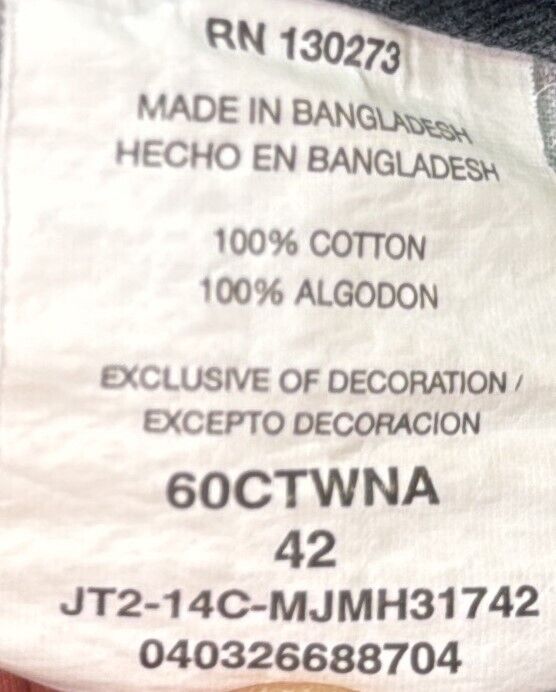 RN 130273
MADE IN BANGLADESH
HECHO EN BANGLADESH
100% COTTON
100% ALGODON
EXCLUSIVE OF DECORATION /
EXCEPTO DECORACION
60CTWNA
42
JT2-14C-MJMH31742
040326688704